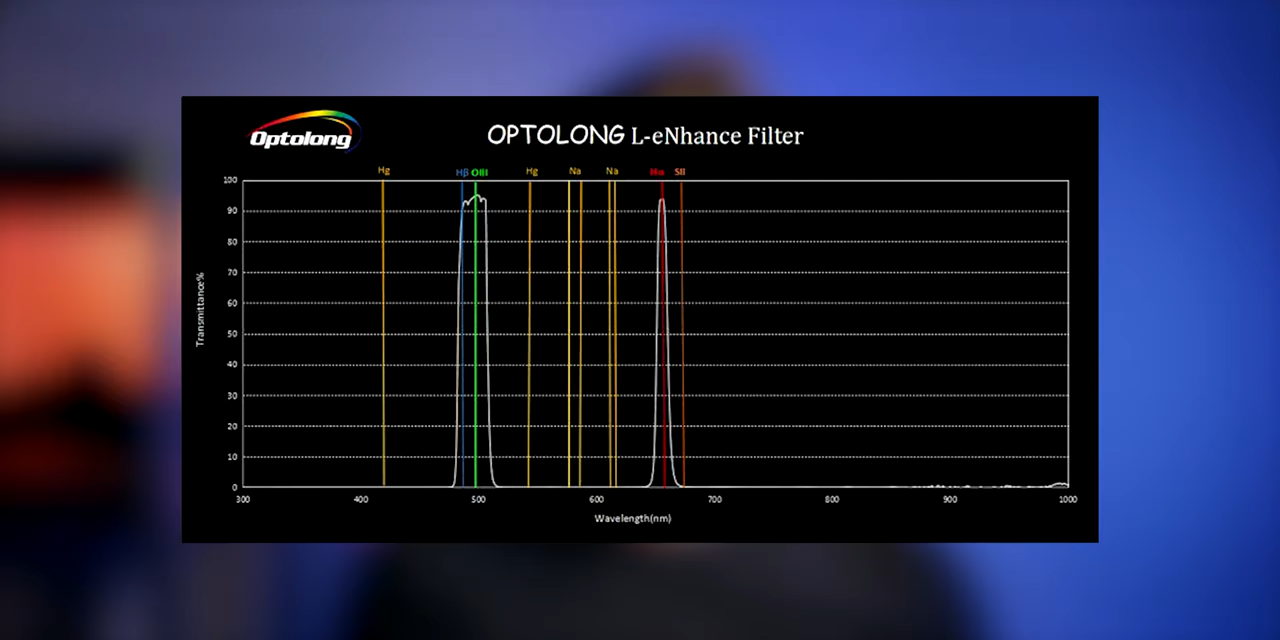 Optolong
OPTOLONG L-eNhance Filter
Hg Hβ OIII Hg Na Na Hα SII
100
90
80
70
60
50
40
30
20
10
0
Transmittance%
300 400 500 600 700 800 900 1000
Wavelength(nm)